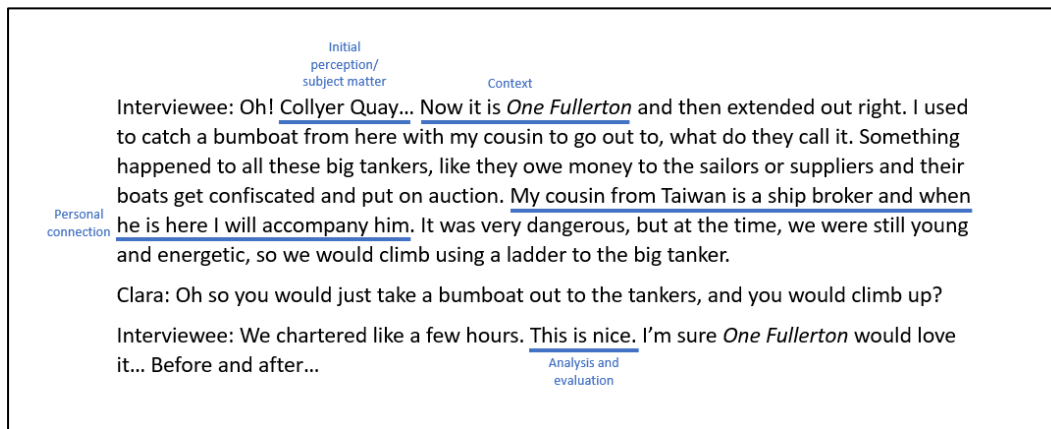 Initial
perception/
subject matter
Context
Interviewee: Oh! Collyer Quay… Now it is One Fullerton and then extended out right. I used
to catch a bumboat from here with my cousin to go out to, what do they call it. Something
happened to all these big tankers, like they owe money to the sailors or suppliers and their
boats get confiscated and put on auction. My cousin from Taiwan is a ship broker and when
Personal
connection
he is here I will accompany him. It was very dangerous, but at the time, we were still young
and energetic, so we would climb using a ladder to the big tanker.
Clara: Oh so you would just take a bumboat out to the tankers, and you would climb up?
Interviewee: We chartered like a few hours. This is nice. I’m sure One Fullerton would love
it… Before and after…
Analysis and
evaluation